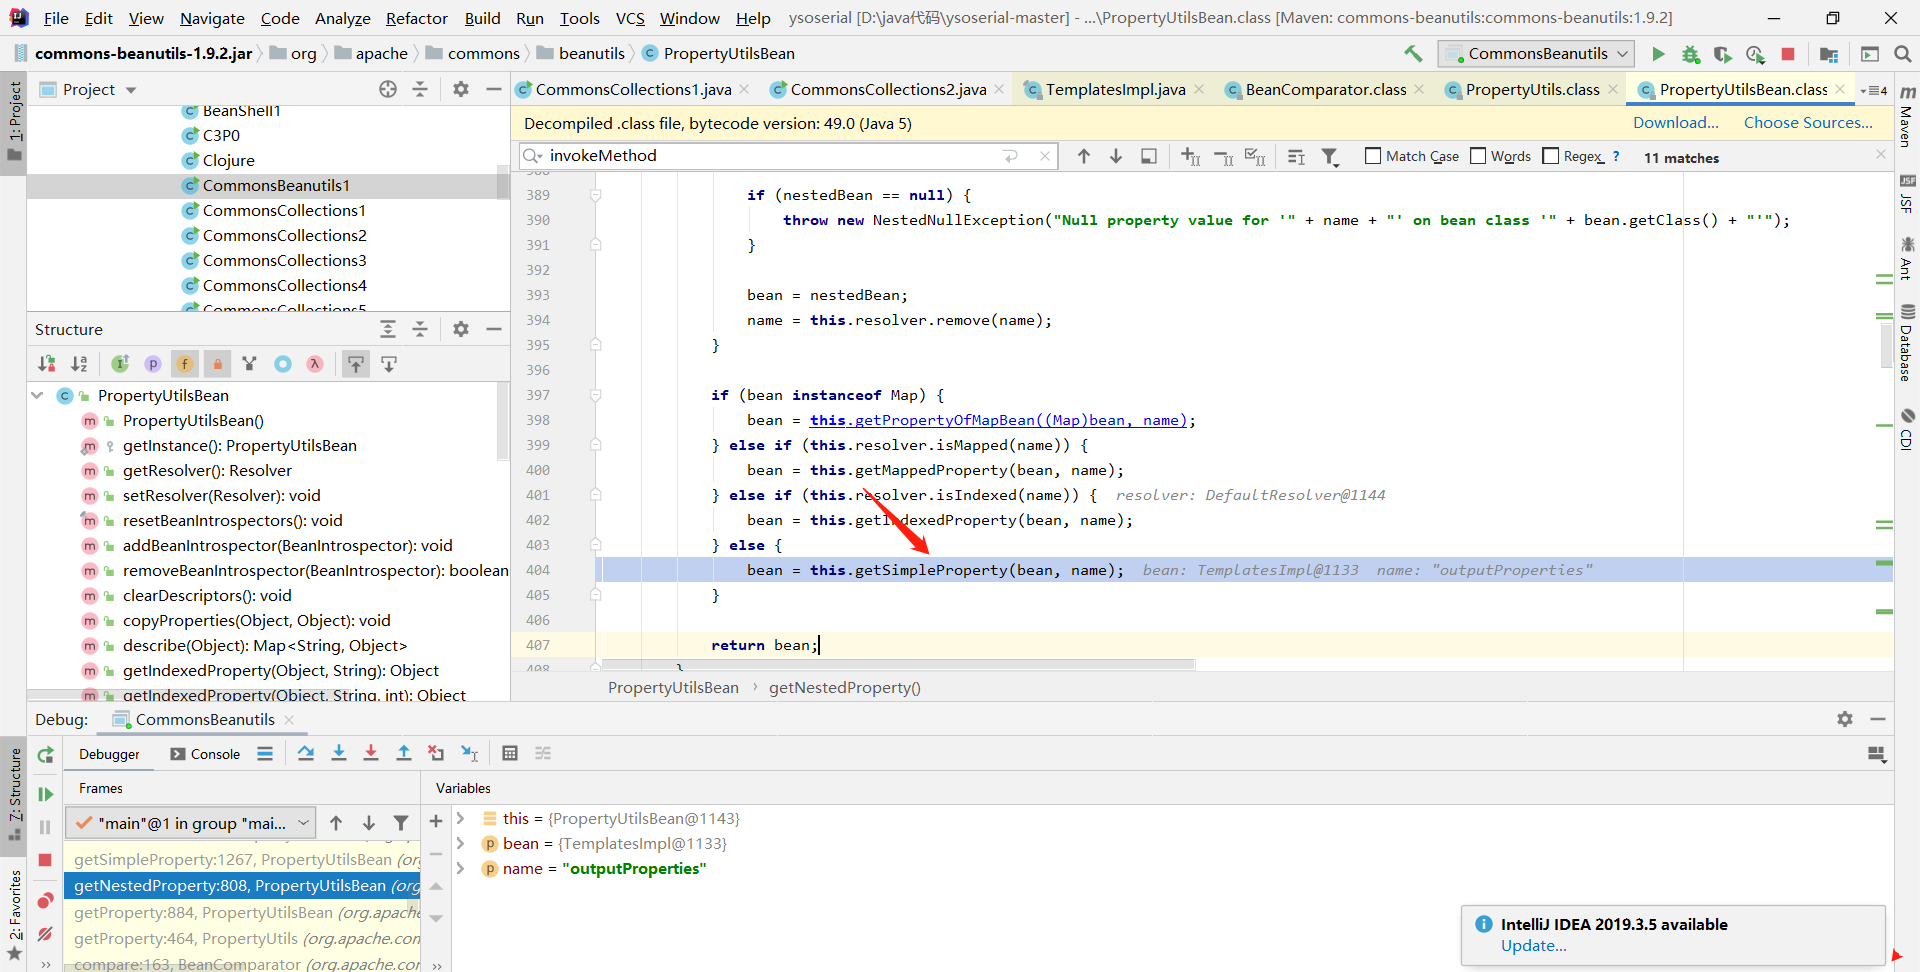 File Edit View Navigate Code Analyze Refactor Build Run Tools VCS Window Help ysoserial [D:\java代码\ysoserial-master] - ...\PropertyUtilsBean.class [Maven: commons-beanutils:commons-beanutils:1.9.2]
commons-beanutils-1.9.2.jar org apache commons beanutils PropertyUtilsBean CommonsBeanutils
1: Project
Project
BeanShell1
C3P0
Clojure
CommonsBeanutils1
CommonsCollections1
CommonsCollections2
CommonsCollections3
CommonsCollections4
CommonsCollections5
Structure
PropertyUtilsBean
PropertyUtilsBean()
getInstance(): PropertyUtilsBean
getResolver(): Resolver
setResolver(Resolver): void
resetBeanIntrospectors(): void
addBeanIntrospector(BeanIntrospector): void
removeBeanIntrospector(BeanIntrospector): boolean
clearDescriptors(): void
copyProperties(Object, Object): void
describe(Object): Map<String, Object>
getIndexedProperty(Object, String): Object
getIndexedProperty(Object, String, int): Object
CommonsCollections1.java CommonsCollections2.java TemplatesImpl.java BeanComparator.class PropertyUtils.class PropertyUtilsBean.class 4
Decompiled .class file, bytecode version: 49.0 (Java 5) Download... Choose Sources...
invokeMethod Match Case Words Regex ? 11 matches
388
389 if (nestedBean == null) {
390 throw new NestedNullException("Null property value for '" + name + "' on bean class '" + bean.getClass() + "'");
391 }
392
393 bean = nestedBean;
394 name = this.resolver.remove(name);
395 }
396
397 if (bean instanceof Map) {
398 bean = this.getPropertyOfMapBean((Map)bean, name);
399 } else if (this.resolver.isMapped(name)) {
400 bean = this.getMappedProperty(bean, name);
401 } else if (this.resolver.isIndexed(name)) { resolver: DefaultResolver@1144
402 bean = this.getIndexedProperty(bean, name);
403 } else {
404 bean = this.getSimpleProperty(bean, name); bean: TemplatesImpl@1133 name: "outputProperties"
405 }
406
407 return bean;
408 }
PropertyUtilsBean › getNestedProperty()
Maven
JSF
JSF
Ant
Database
CDI
7: Structure
2: Favorites
Debug: CommonsBeanutils
Debugger Console
Frames
"main"@1 in group "mai...
getSimpleProperty:1267, PropertyUtilsBean (org
getNestedProperty:808, PropertyUtilsBean (org
getProperty:884, PropertyUtilsBean (org.apache
getProperty:464, PropertyUtils (org.apache.con
compare:163, BeanComparator (org.apache.co
Variables
this = {PropertyUtilsBean@1143}
bean = {TemplatesImpl@1133}
name = "outputProperties"
IntelliJ IDEA 2019.3.5 available
Update...